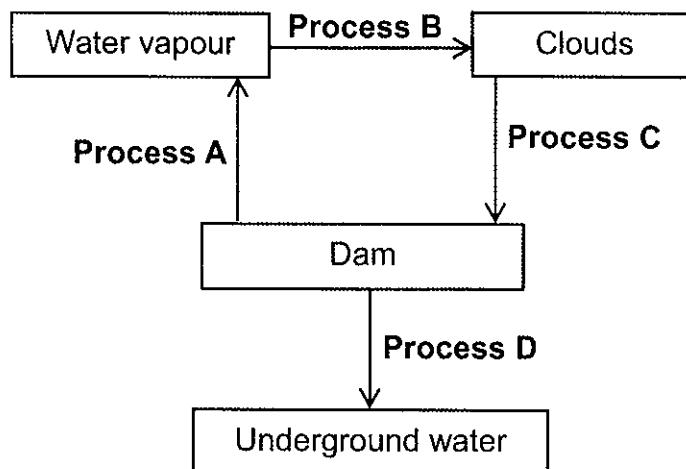 Water vapour
Process B
Clouds
Process A
Process C
Dam
Process D
Underground water